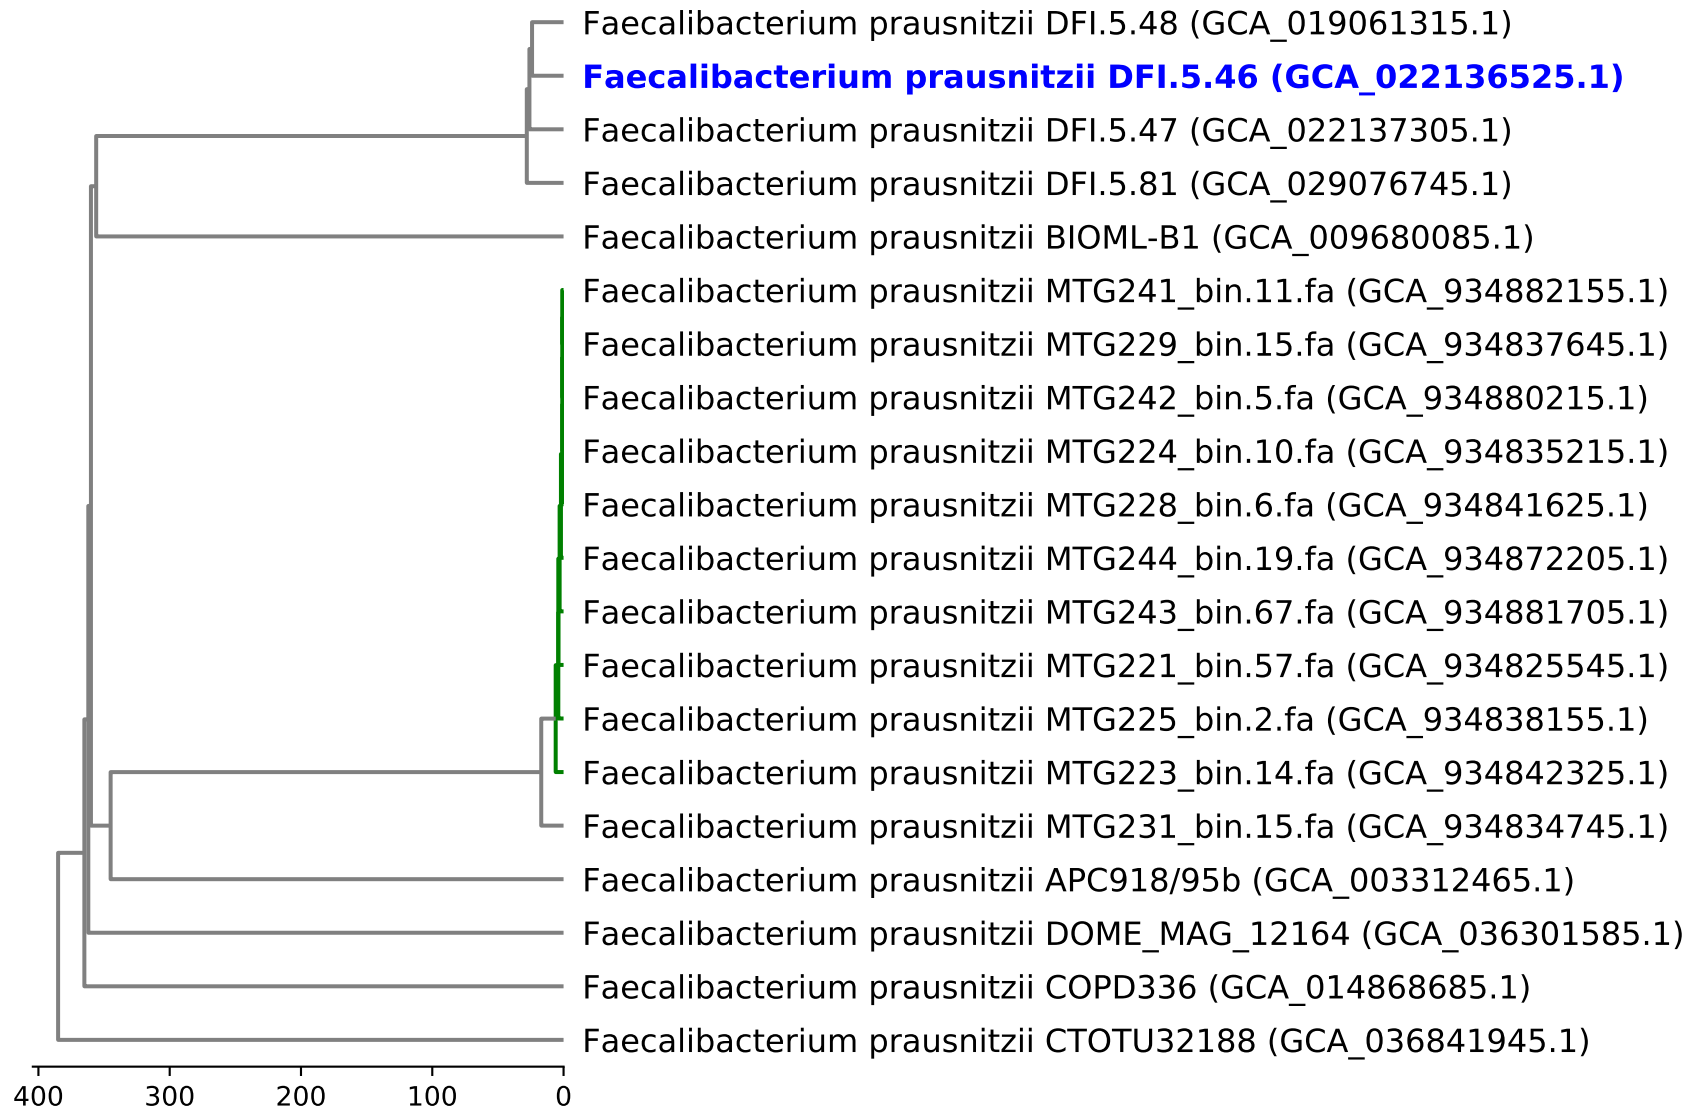 Faecalibacterium prausnitzii DFI.5.48 (GCA_019061315.1)
Faecalibacterium prausnitzii DFI.5.46 (GCA_022136525.1)
Faecalibacterium prausnitzii DFI.5.47 (GCA_022137305.1)
Faecalibacterium prausnitzii DFI.5.81 (GCA_029076745.1)
Faecalibacterium prausnitzii BIOML-B1 (GCA_009680085.1)
Faecalibacterium prausnitzii MTG241_bin.11.fa (GCA_934882155.1)
Faecalibacterium prausnitzii MTG229_bin.15.fa (GCA_934837645.1)
Faecalibacterium prausnitzii MTG242_bin.5.fa (GCA_934880215.1)
Faecalibacterium prausnitzii MTG224_bin.10.fa (GCA_934835215.1)
Faecalibacterium prausnitzii MTG228_bin.6.fa (GCA_934841625.1)
Faecalibacterium prausnitzii MTG244_bin.19.fa (GCA_934872205.1)
Faecalibacterium prausnitzii MTG243_bin.67.fa (GCA_934881705.1)
Faecalibacterium prausnitzii MTG221_bin.57.fa (GCA_934825545.1)
Faecalibacterium prausnitzii MTG225_bin.2.fa (GCA_934838155.1)
Faecalibacterium prausnitzii MTG223_bin.14.fa (GCA_934842325.1)
Faecalibacterium prausnitzii MTG231_bin.15.fa (GCA_934834745.1)
Faecalibacterium prausnitzii APC918/95b (GCA_003312465.1)
Faecalibacterium prausnitzii DOME_MAG_12164 (GCA_036301585.1)
Faecalibacterium prausnitzii COPD336 (GCA_014868685.1)
Faecalibacterium prausnitzii CTOTU32188 (GCA_036841945.1)
400 300 200 100 0